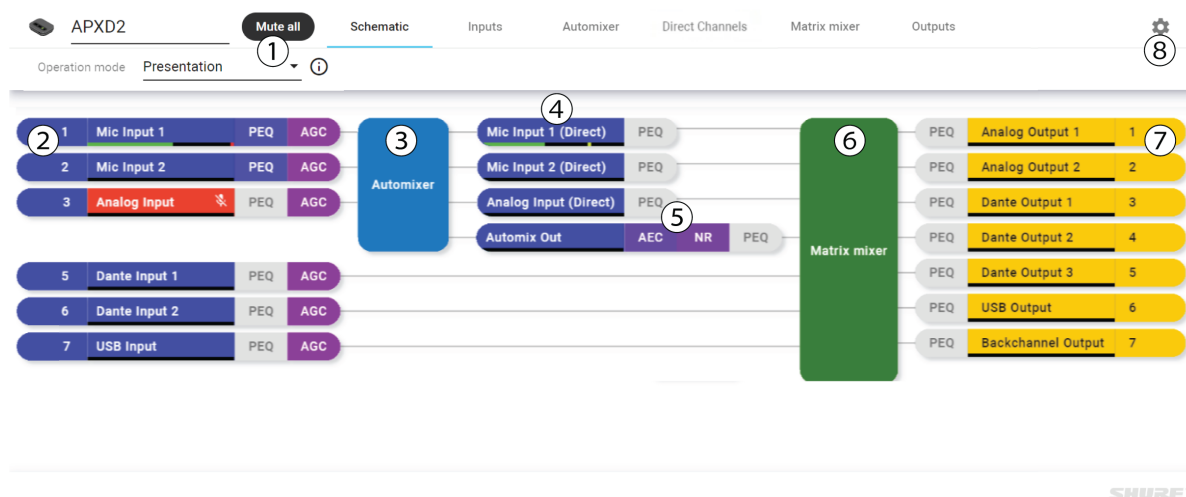 APXD2 Mute all Schematic Inputs Automixer Direct Channels Matrix mixer Outputs
1 8
Operation mode Presentation
4
2 1 Mic Input 1 PEQ AGC 3 Mic Input 1 (Direct) PEQ 6 PEQ Analog Output 1 1 7
2 Mic Input 2 PEQ AGC Mic Input 2 (Direct) PEQ PEQ Analog Output 2 2
Automixer
3 Analog Input PEQ AGC Analog Input (Direct) PEQ PEQ Dante Output 1 3
5
Automix Out AEC NR PEQ PEQ Dante Output 2 4
Matrix mixer
5 Dante Input 1 PEQ AGC PEQ Dante Output 3 5
6 Dante Input 2 PEQ AGC PEQ USB Output 6
7 USB Input PEQ AGC PEQ Backchannel Output 7
SHURE